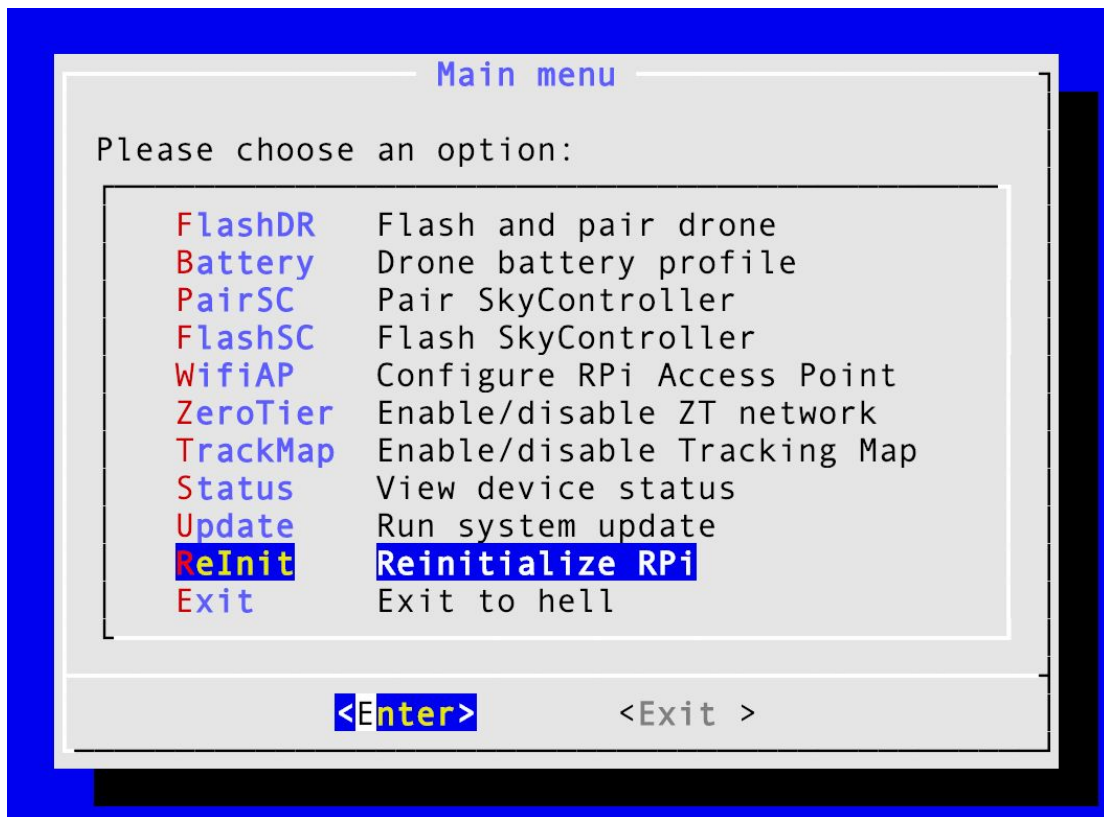 Main menu
Please choose an option:
FlashDR Flash and pair drone
Battery Drone battery profile
PairSC Pair SkyController
FlashSC Flash SkyController
WifiAP Configure RPi Access Point
ZeroTier Enable/disable ZT network
TrackMap Enable/disable Tracking Map
Status View device status
Update Run system update
ReInit Reinitialize RPi
Exit Exit to hell
<Enter> <Exit >